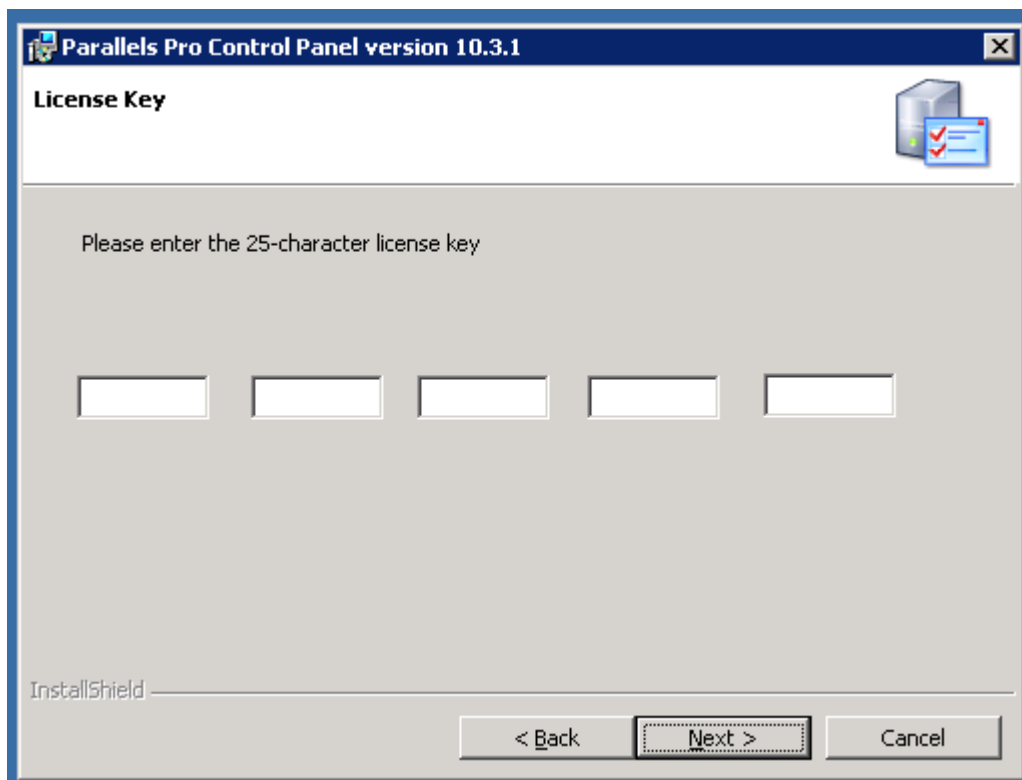 Parallels Pro Control Panel version 10.3.1
License Key
Please enter the 25-character license key
InstallShield
< Back Next > Cancel